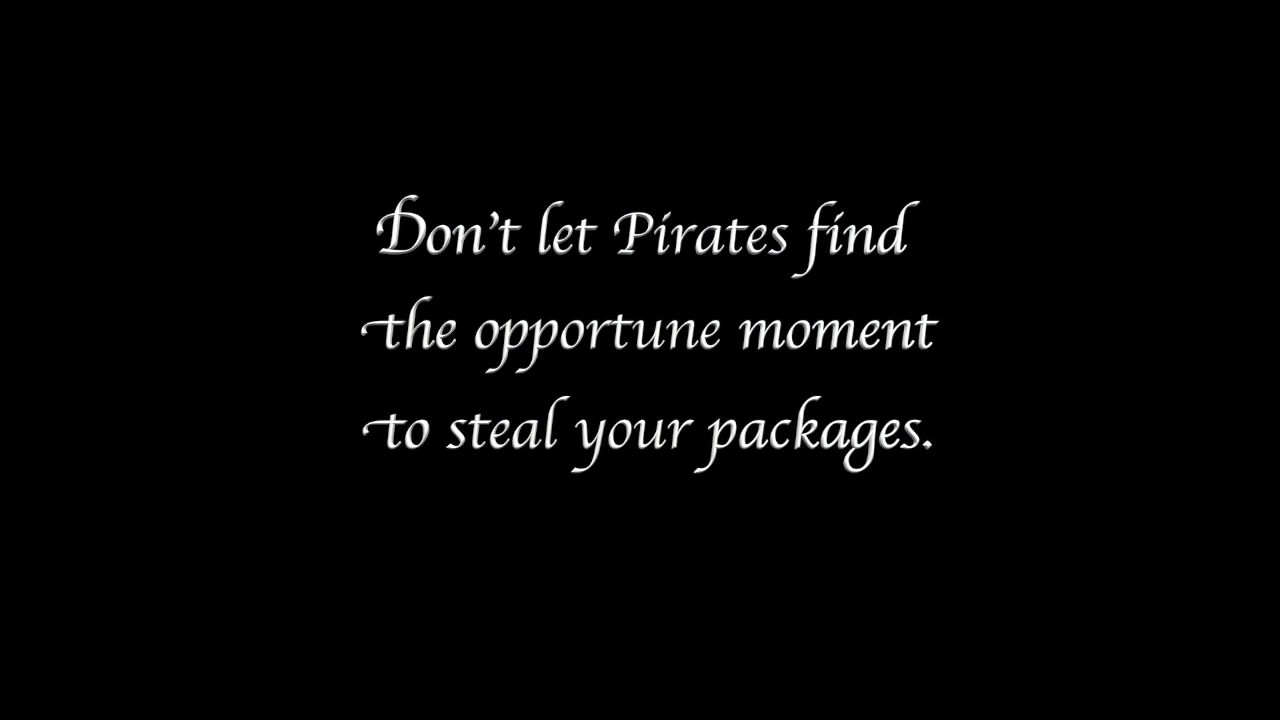 Don't let Pirates find
the opportune moment
to steal your packages.